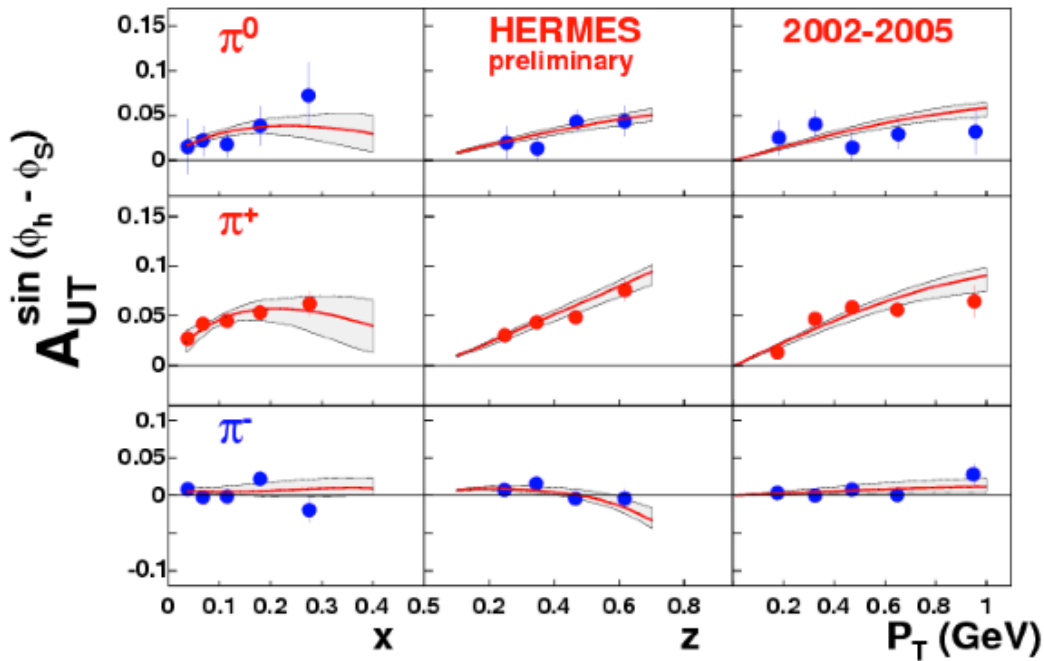 π⁰ HERMES 2002-2005
preliminary
0.15
0.1
0.05
0
π⁺
0.15
0.1
0.05
0
π⁻
0.1
0.05
0
-0.1
A_UT^sin (ϕ_h - ϕ_S)
0 0.1 0.2 0.3 0.4 0.5 0.2 0.4 0.6 0.8 0.2 0.4 0.6 0.8 1
x z P_T (GeV)